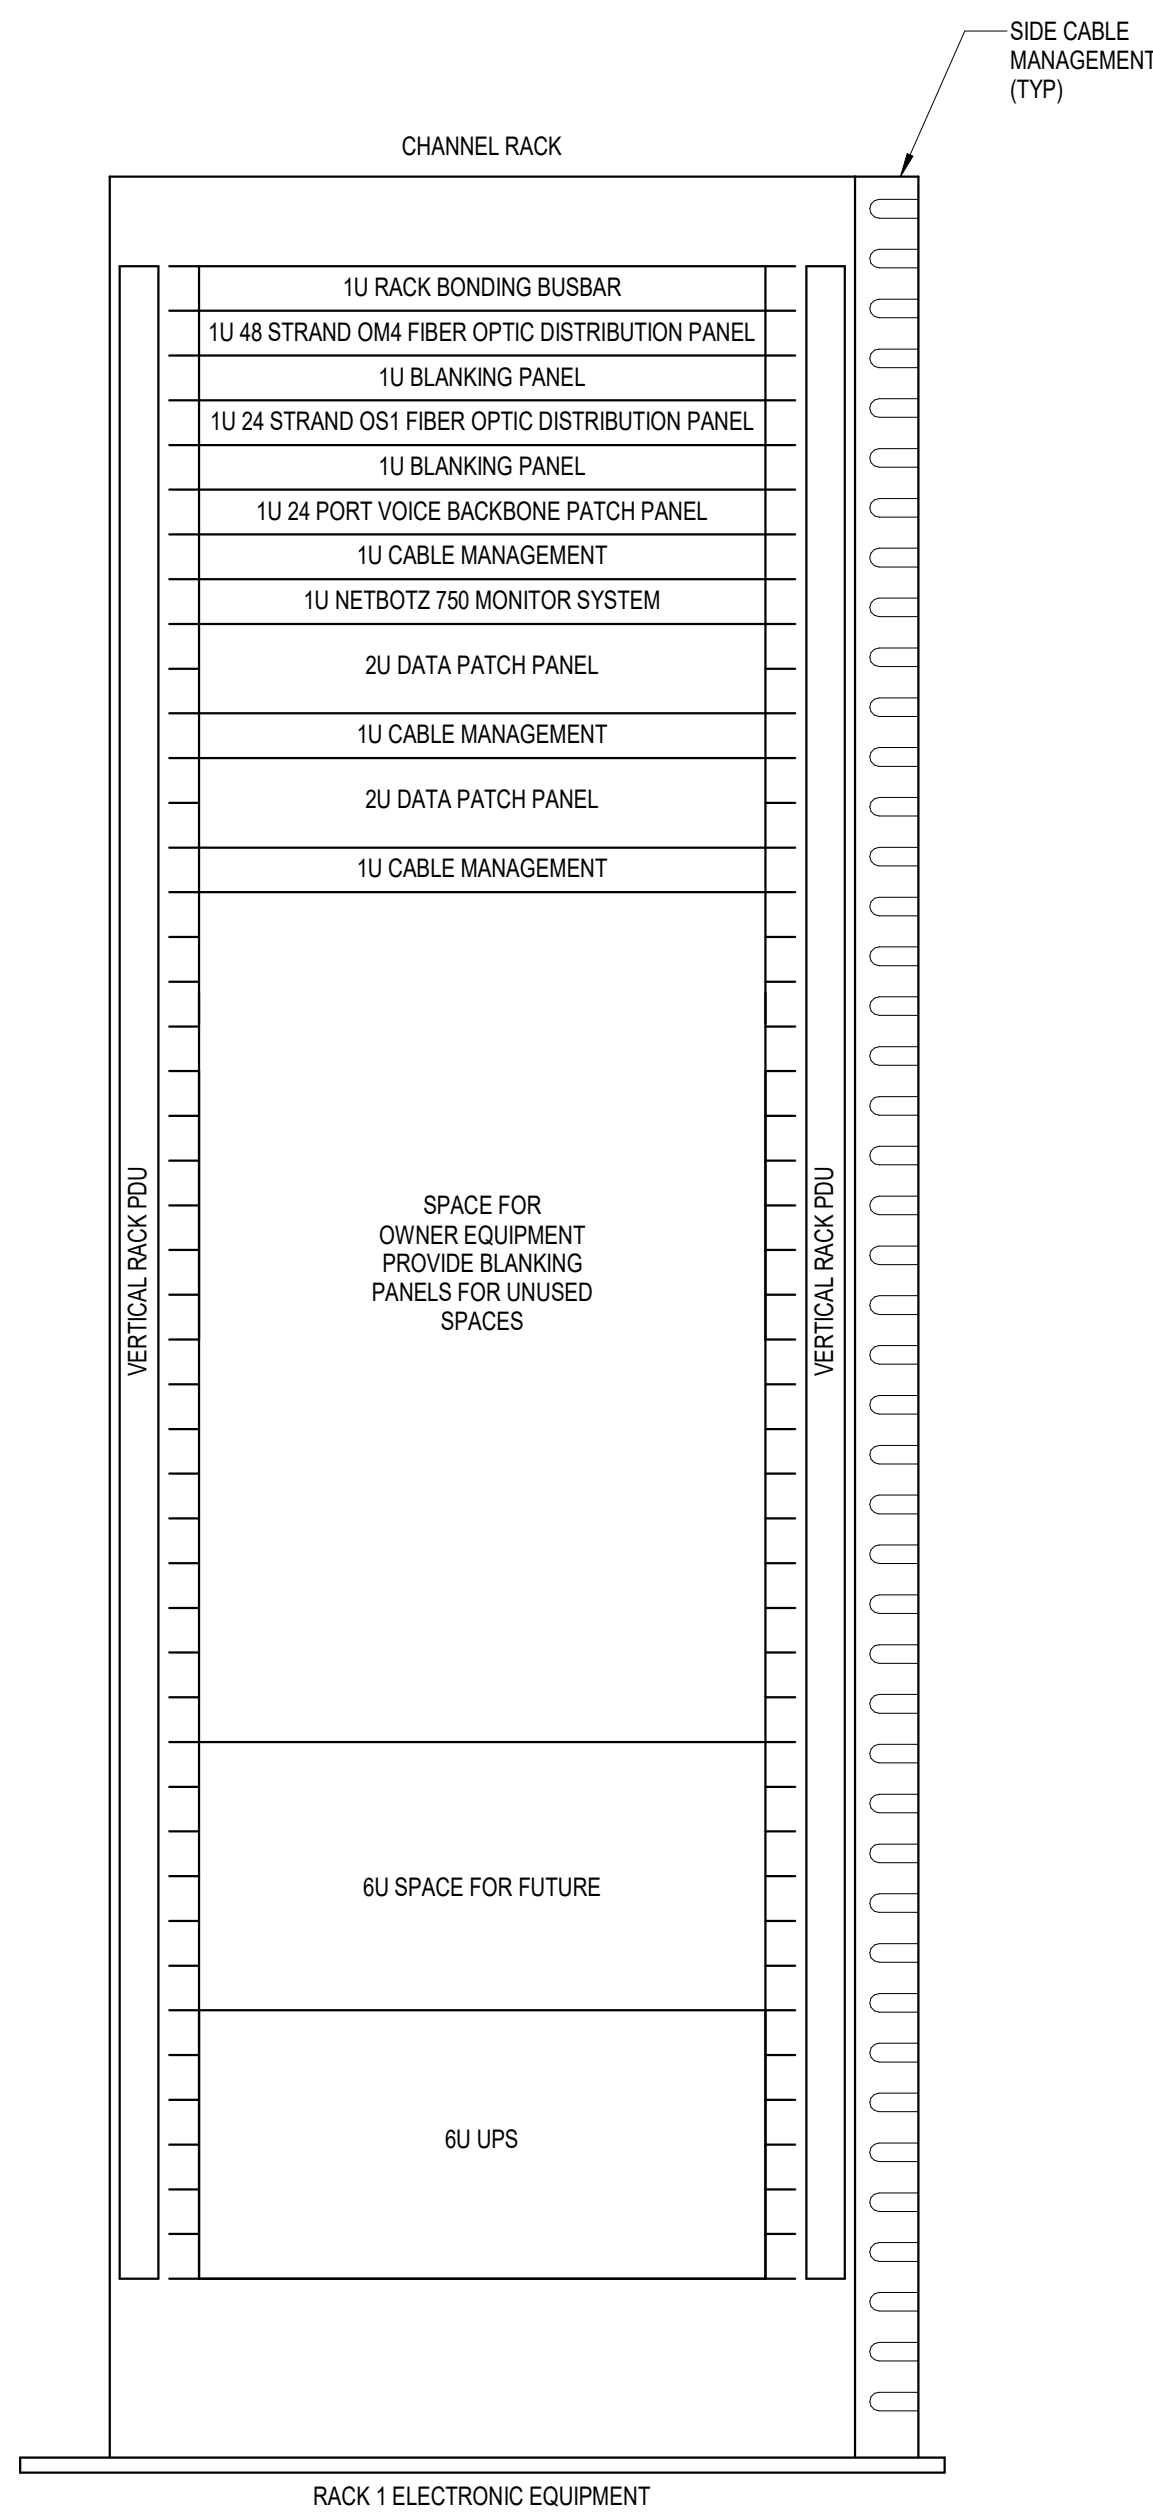 SIDE CABLE
MANAGEMENT
(TYP)
CHANNEL RACK
1U RACK BONDING BUSBAR
1U 48 STRAND OM4 FIBER OPTIC DISTRIBUTION PANEL
1U BLANKING PANEL
1U 24 STRAND OS1 FIBER OPTIC DISTRIBUTION PANEL
1U BLANKING PANEL
1U 24 PORT VOICE BACKBONE PATCH PANEL
1U CABLE MANAGEMENT
1U NETBOTZ 750 MONITOR SYSTEM
2U DATA PATCH PANEL
1U CABLE MANAGEMENT
2U DATA PATCH PANEL
1U CABLE MANAGEMENT
VERTICAL RACK PDU
SPACE FOR
OWNER EQUIPMENT
PROVIDE BLANKING
PANELS FOR UNUSED
SPACES
VERTICAL RACK PDU
6U SPACE FOR FUTURE
6U UPS
RACK 1 ELECTRONIC EQUIPMENT